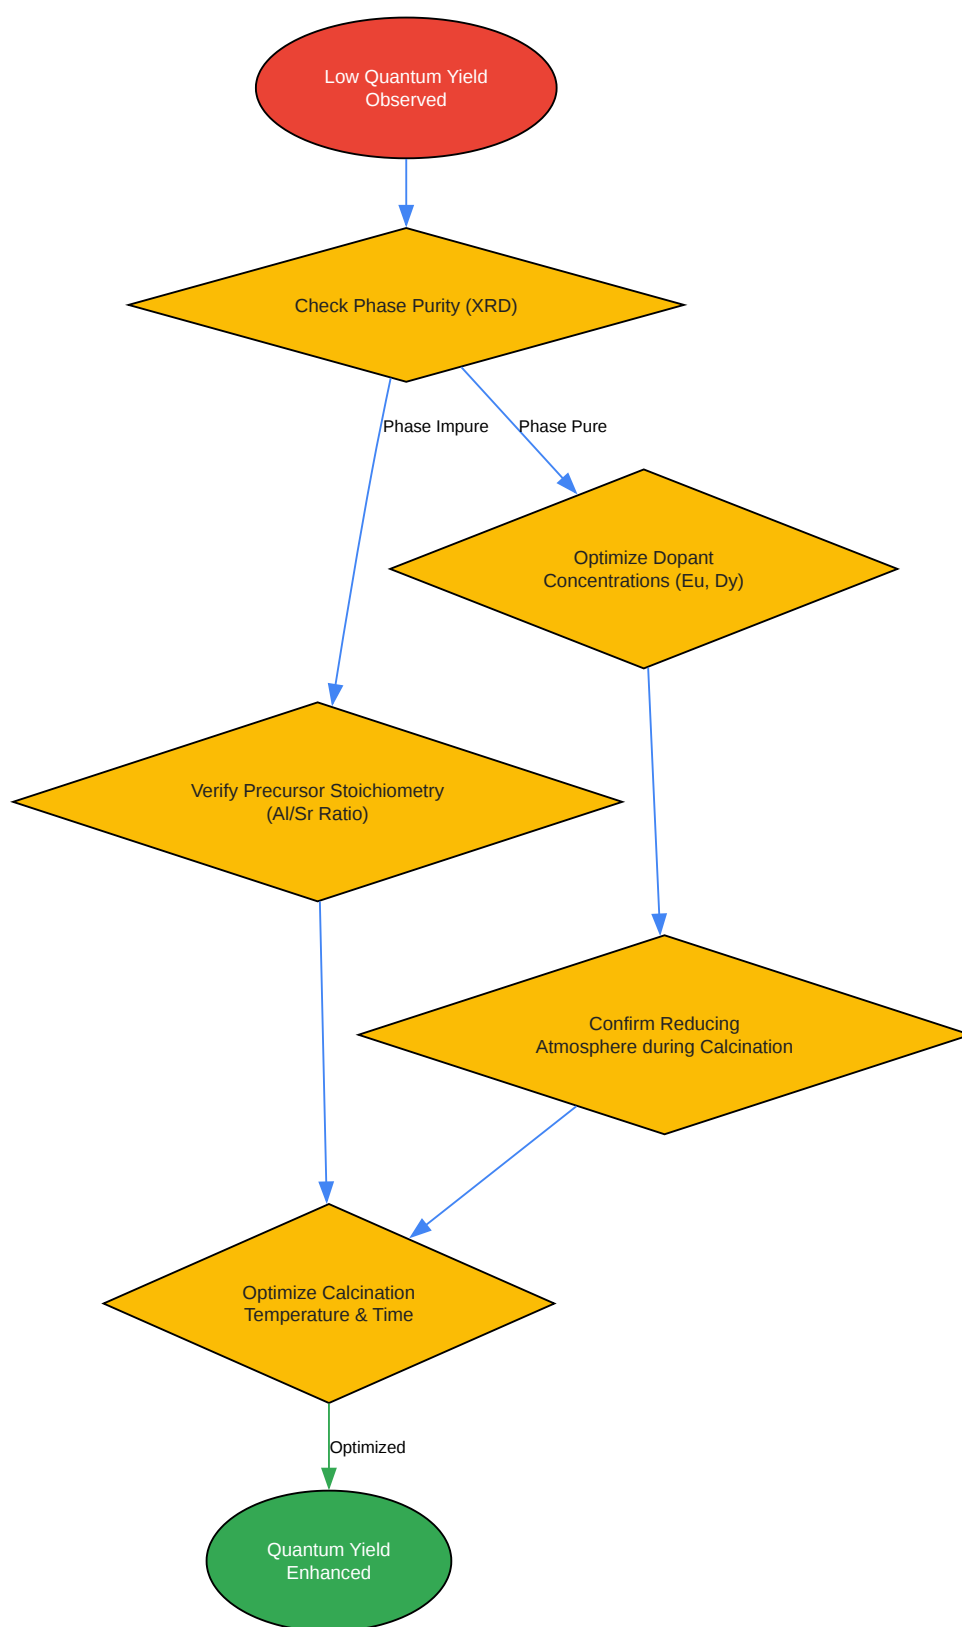 Low Quantum Yield
Observed
Check Phase Purity (XRD)
Phase Impure
Phase Pure
Optimize Dopant
Concentrations (Eu, Dy)
Verify Precursor Stoichiometry
(Al/Sr Ratio)
Confirm Reducing
Atmosphere during Calcination
Optimize Calcination
Temperature & Time
Optimized
Quantum Yield
Enhanced